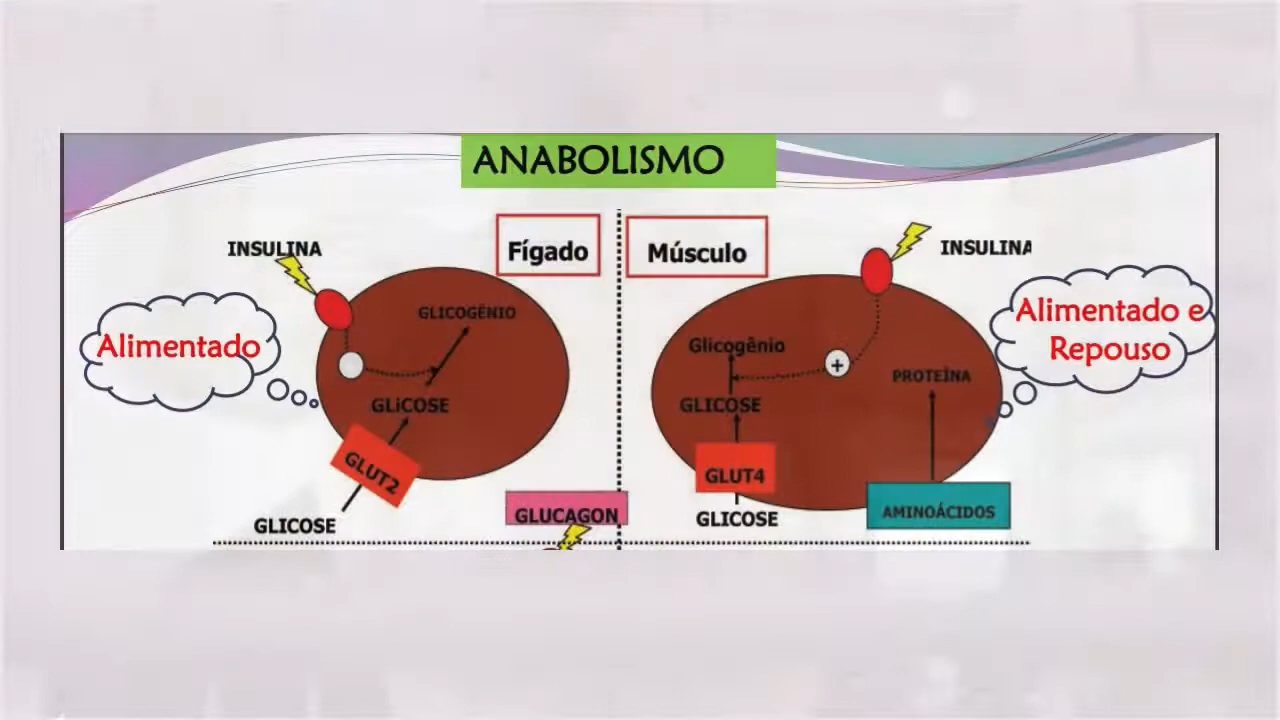 ANABOLISMO
INSULINA
Fígado
Músculo
INSULINA
Alimentado
GLICOGÊNIO
GLiCOSE
GLUT2
GLICOSE
GLUCAGON
Glicogênio
+
PROTEÍNA
GLICOSE
GLUT4
GLICOSE
AMINOÁCIDOS
Alimentado e
Repouso